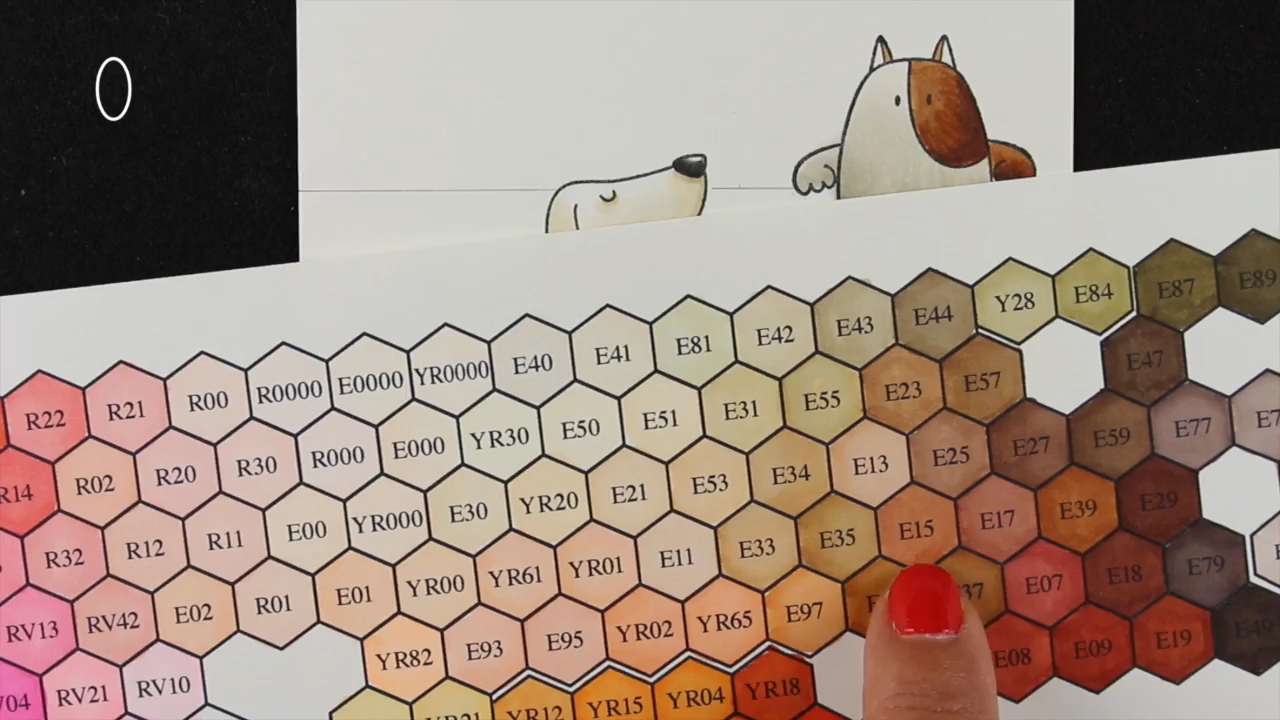 0
R22 R21 R00 R0000 E0000 YR0000 E40 E41 E81 E42 E43 E44 Y28 E84 E87 E89
R14 R02 R20 R30 R000 E000 YR30 E50 E51 E31 E55 E23 E57 E47
R32 R12 R11 E00 YR000 E30 YR20 E21 E53 E34 E13 E25 E27 E59 E77
RV13 RV42 E02 R01 E01 YR00 YR61 YR01 E11 E33 E35 E15 E17 E39 E29
RV21 RV10 YR82 E93 E95 YR02 YR65 E97 E07 E18 E79
YR12 YR15 YR04 YR18 E08 E09 E19 E49